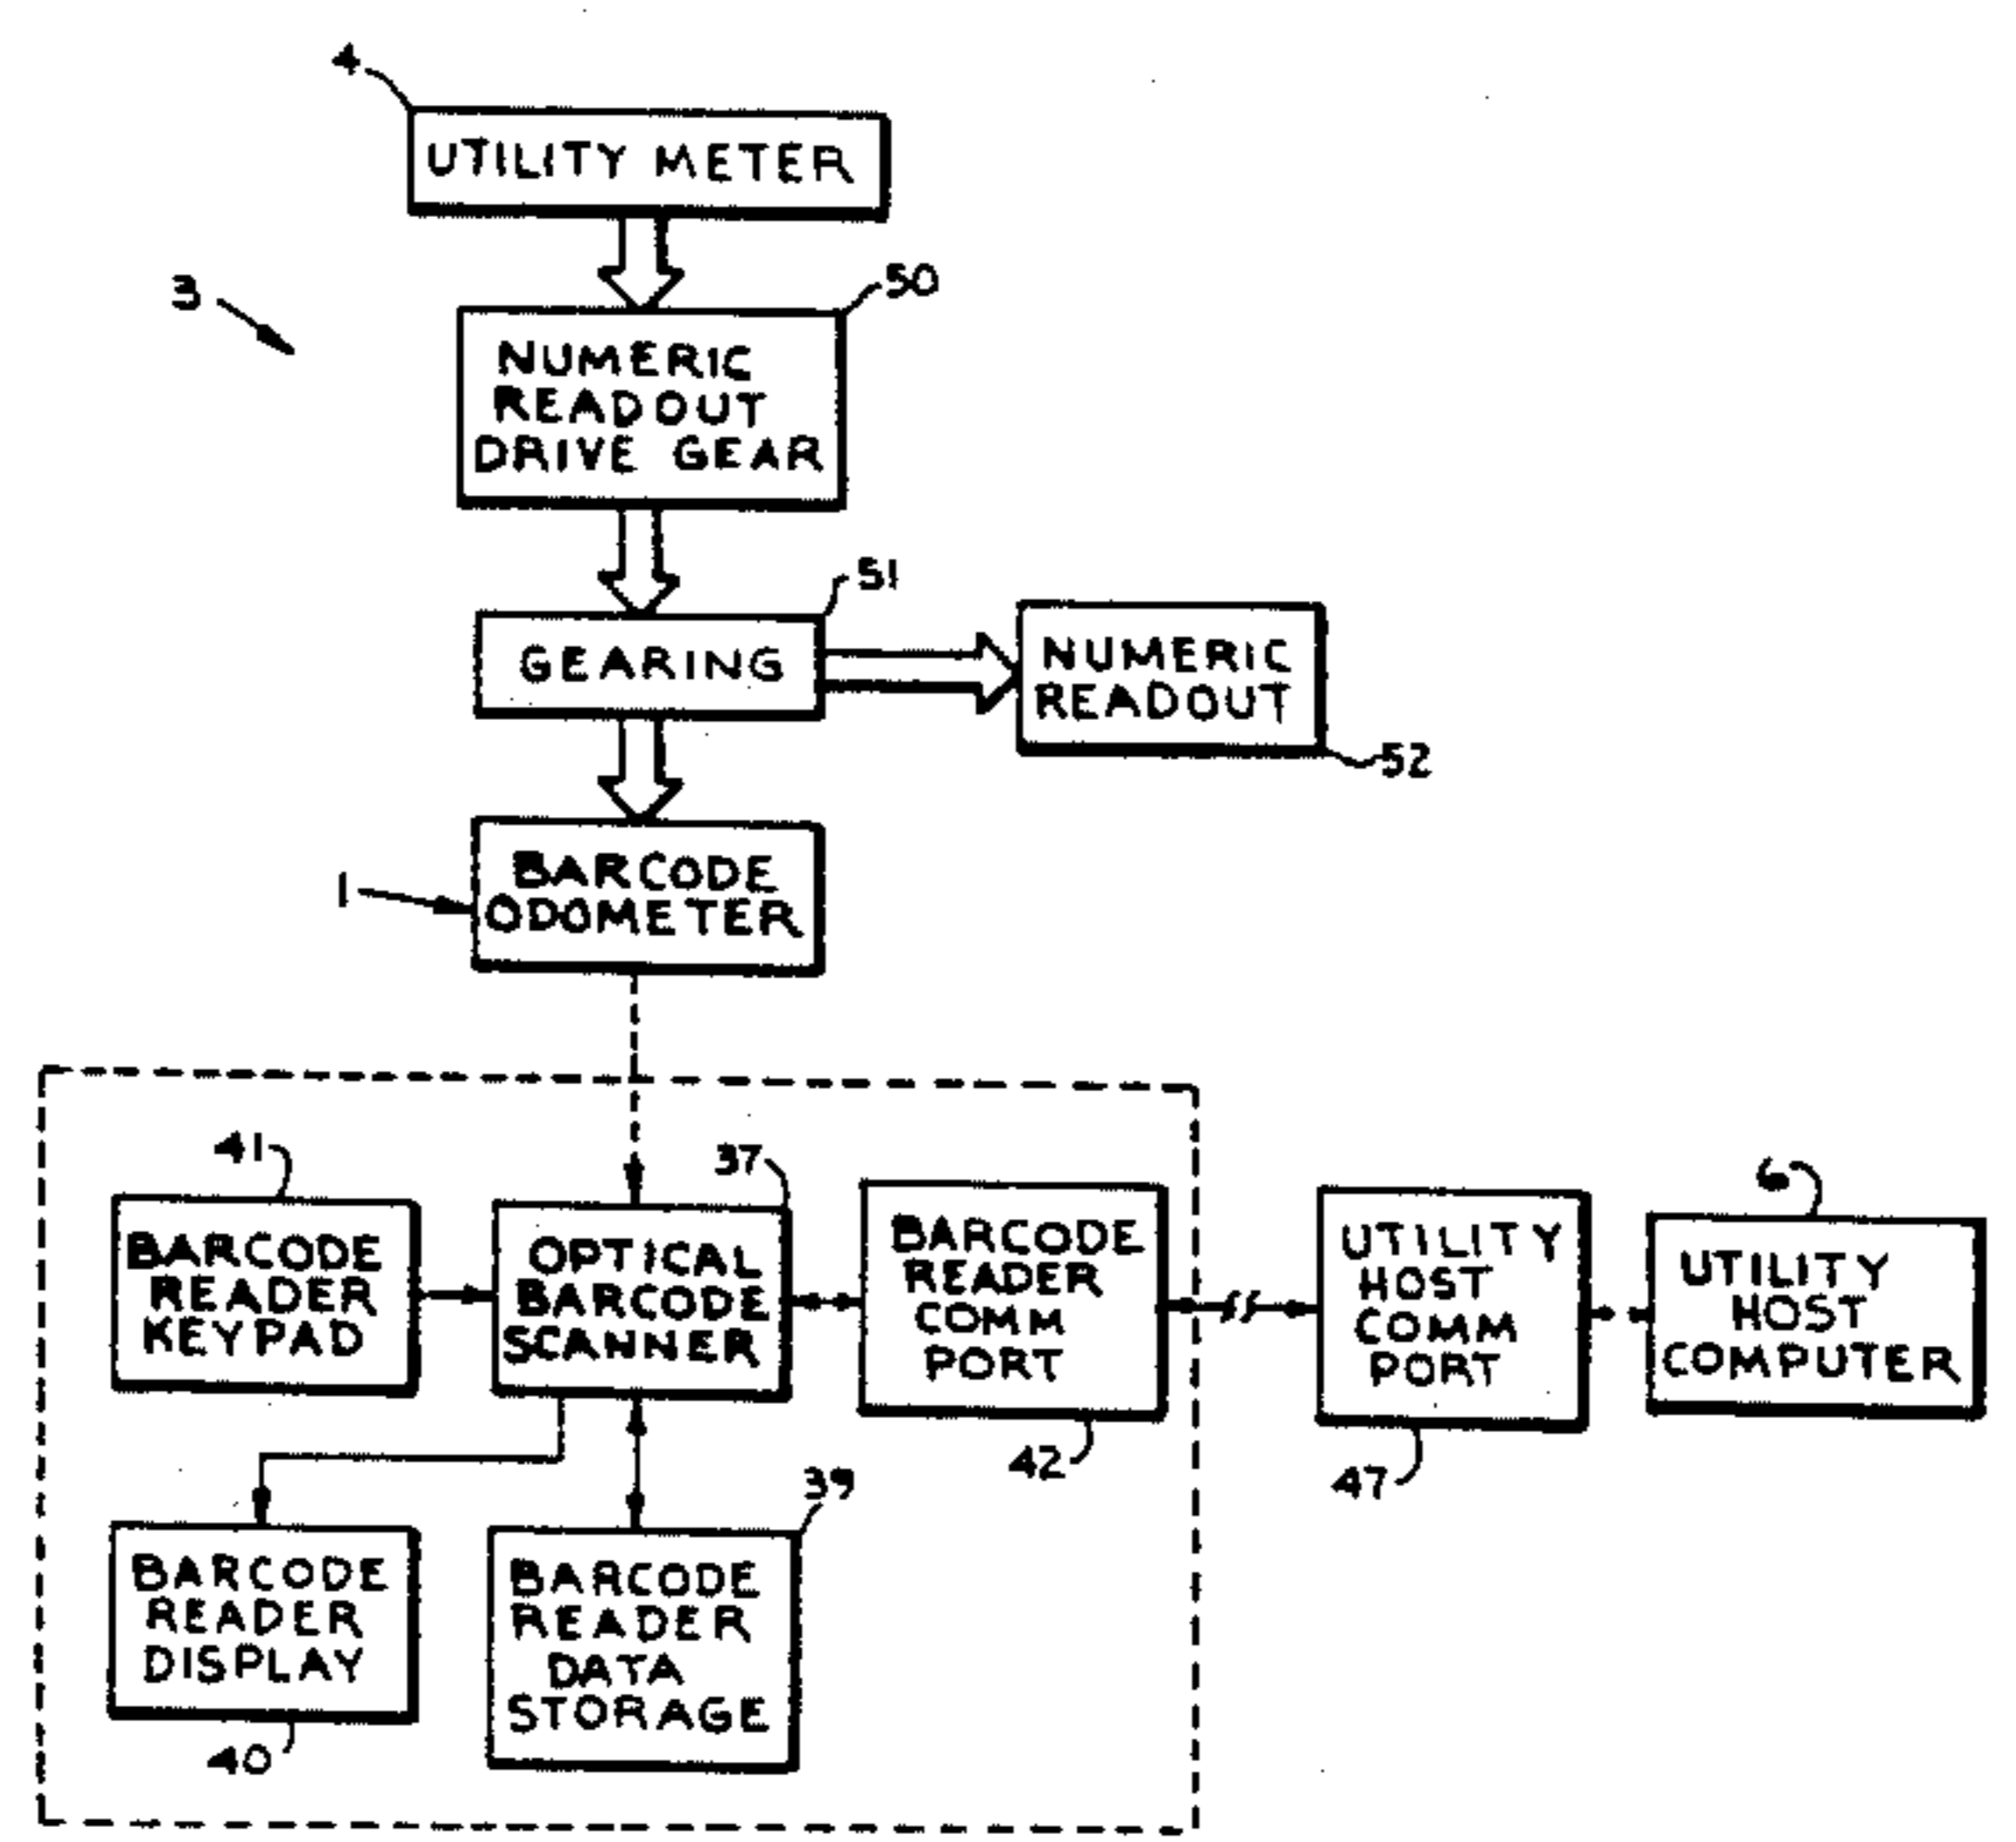 4
UTILITY METER
3
50
NUMERIC
READOUT
DRIVE GEAR
51
GEARING
NUMERIC
READOUT
52
1
BARCODE
ODOMETER
41
BARCODE
READER
KEYPAD
37
OPTICAL
BARCODE
SCANNER
BARCODE
READER
COMM
PORT
42
UTILITY
HOST
COMM
PORT
47
6
UTILITY
HOST
COMPUTER
BARCODE
READER
DISPLAY
40
39
BARCODE
READER
DATA
STORAGE